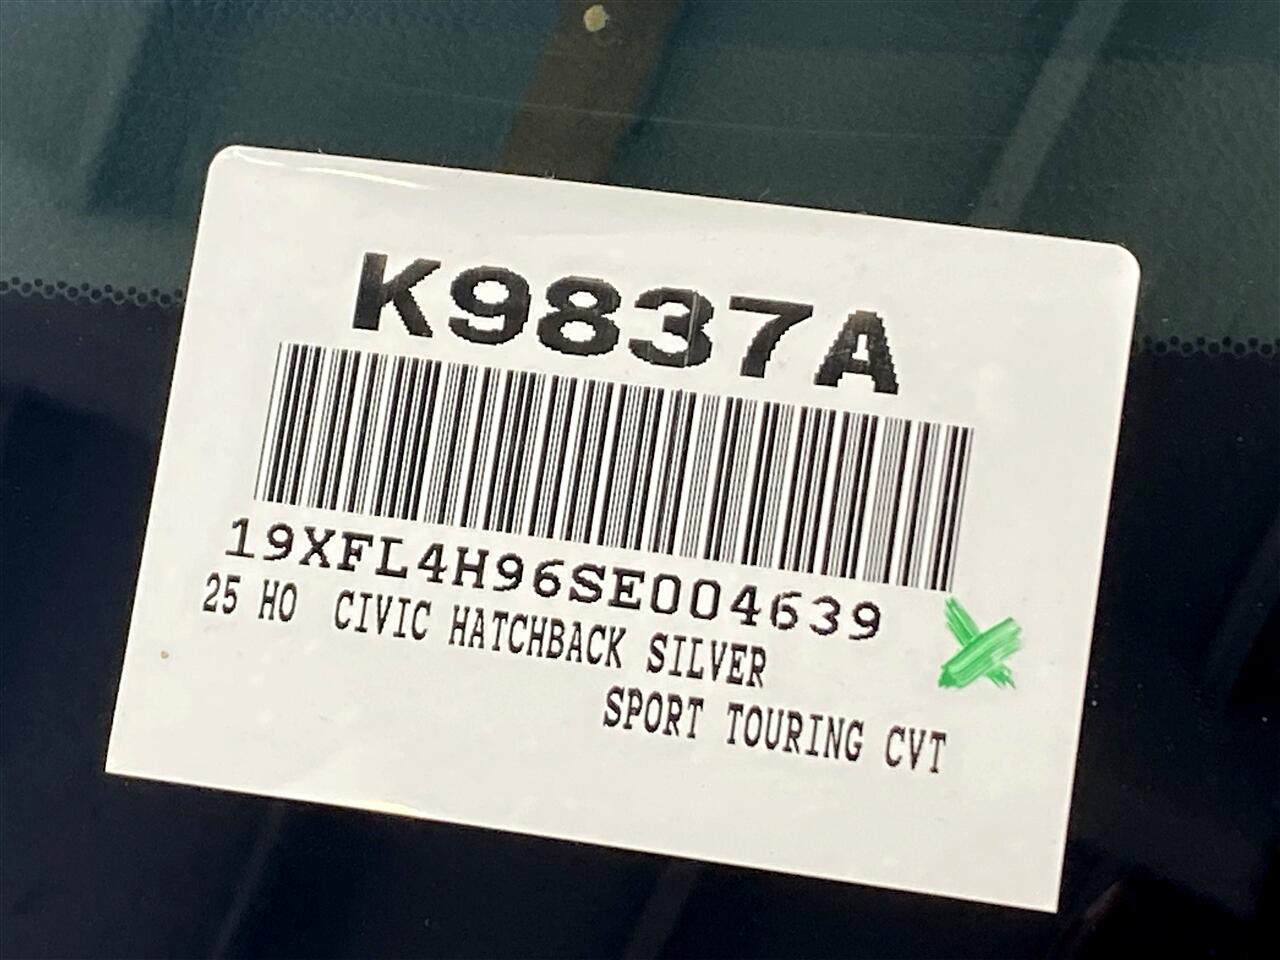 K9837A
19XFL4H96SE004639
25 HO CIVIC HATCHBACK SILVER
SPORT TOURING CVT